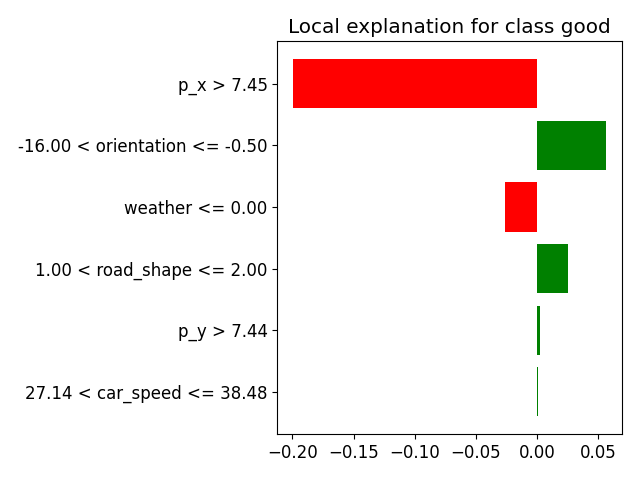 Local explanation for class good
p_x > 7.45
-16.00 < orientation <= -0.50
weather <= 0.00
1.00 < road_shape <= 2.00
p_y > 7.44
27.14 < car_speed <= 38.48
−0.20 −0.15 −0.10 −0.05 0.00 0.05